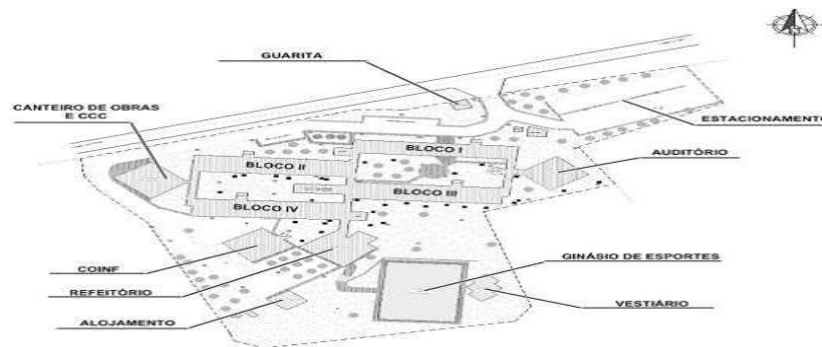 GUARITA
CANTEIRO DE OBRAS
E CCC
ESTACIONAMENTO
BLOCO I
AUDITÓRIO
BLOCO II
BLOCO III
BLOCO IV
COINF
GINÁSIO DE ESPORTES
REFEITÓRIO
VESTIÁRIO
ALOJAMENTO